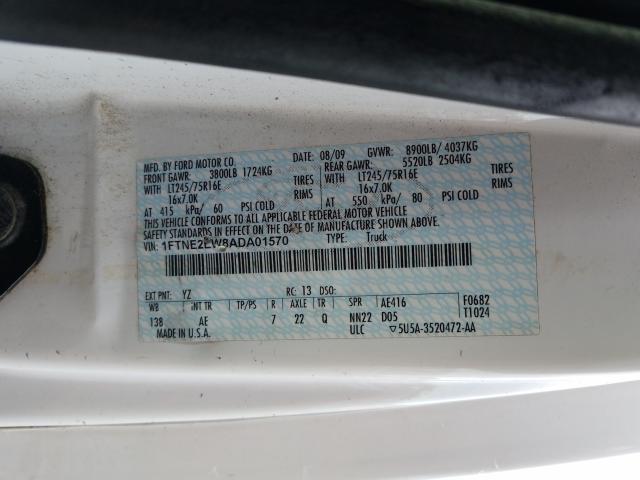 MFD. BY FORD MOTOR CO. DATE: 08/09 GVWR: 8900LB/ 4037KG
FRONT GAWR: 3800LB 1724KG REAR GAWR: 5520LB 2504KG
WITH LT245/75R16E TIRES WITH LT245/75R16E TIRES
16x7.0K RIMS 16x7.0K RIMS
AT 415 kPa/ 60 PSI COLD AT 550 kPa/ 80 PSI COLD
THIS VEHICLE CONFORMS TO ALL APPLICABLE FEDERAL MOTOR VEHICLE
SAFETY STANDARDS IN EFFECT ON THE DATE OF MANUFACTURE SHOWN ABOVE.
VIN: TYPE: Truck
EXT PNT: YZ RC: 13 DSO:
WB INT TR TP/PS R AXLE TR SPR AE416 F0682
138 AE 7 22 Q NN22 D05 T1024
MADE IN U.S.A. ULC 5U5A-3520472-AA